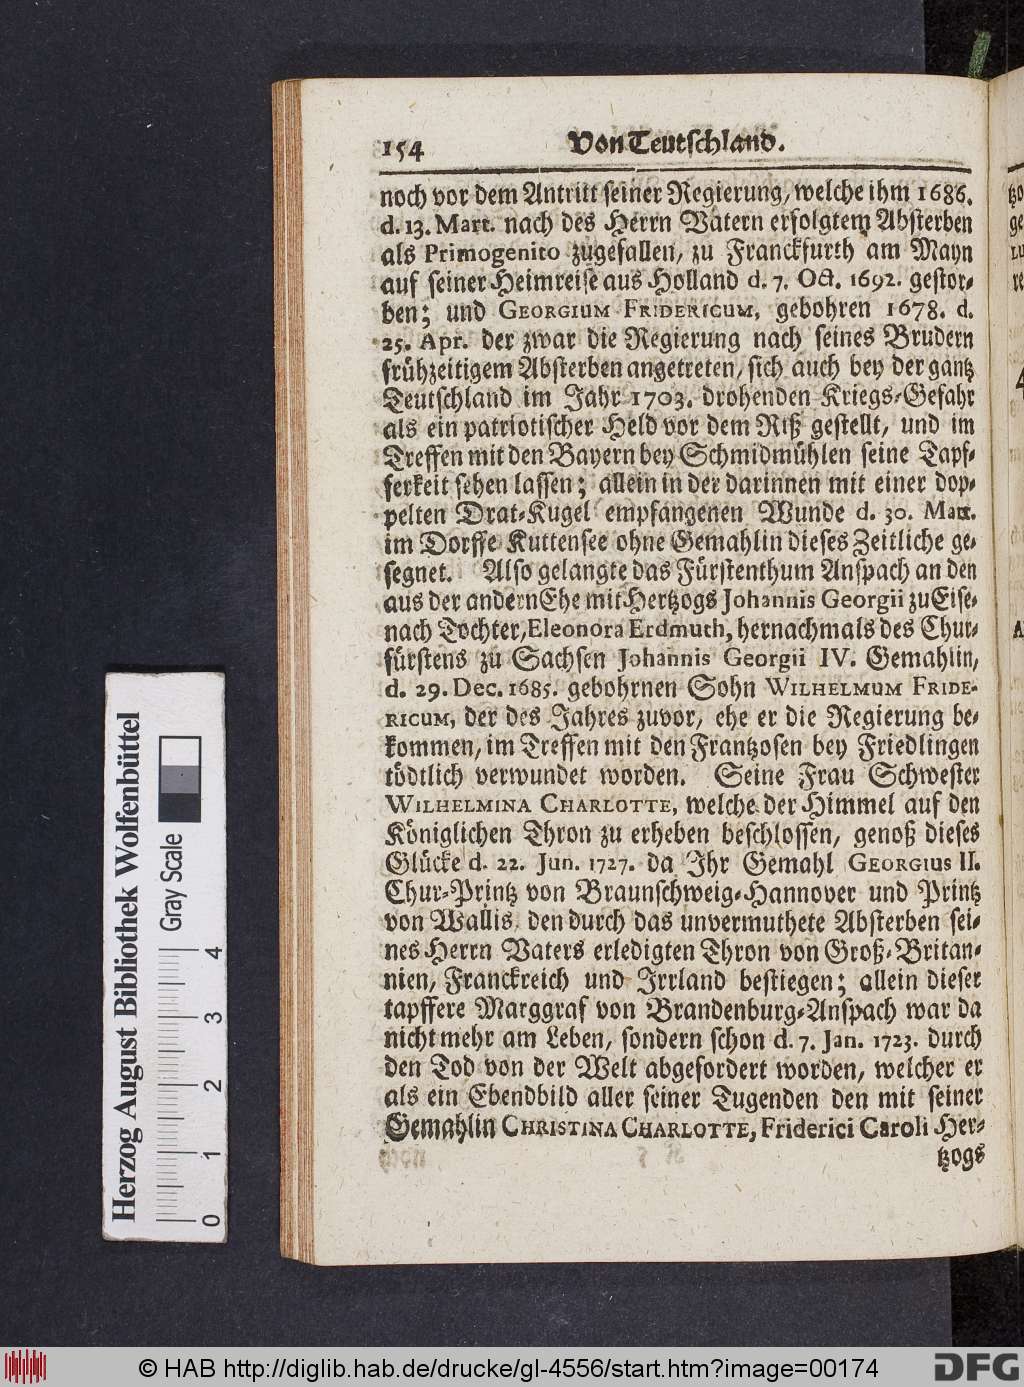 154 Von Teutschland.
noch vor dem Antritt seiner Regierung, welche ihm 1686.
d. 13. Mart. nach des Herrn Vatern erfolgtem Absterben
als Primogenito zugefallen, zu Franckfurth am Mayn
auf seiner Heimreise aus Holland d. 7. Oct. 1692. gestor-
ben; und GEORGIUM FRIDERICUM, gebohren 1678. d.
25. Apr. der zwar die Regierung nach seines Brudern
frühzeitigem Absterben angetreten, sich auch bey der gantz
Teutschland im Jahr 1703. drohenden Kriegs-Gefahr
als ein patriotischer Held vor dem Riß gestellt, und im
Treffen mit den Bayern bey Schmidmühlen seine Tapf-
ferkeit sehen lassen; allein in der darinnen mit einer dop-
pelten Drat-Kugel empfangenen Wunde d. 30. Mart.
im Dorffe Kuttensee ohne Gemahlin dieses Zeitliche ge-
segnet. Also gelangte das Fürstenthum Anspach an den
aus der andern Ehe mit Hertzogs Johannis Georgii zu Eise-
nach Tochter, Eleonora Erdmuth, hernachmals des Chur-
fürstens zu Sachsen Johannis Georgii IV. Gemahlin,
d. 29. Dec. 1685. gebohrnen Sohn WILHELMUM FRIDE-
RICUM, der des Jahres zuvor, ehe er die Regierung be-
kommen, im Treffen mit den Frantzosen bey Friedlingen
tödtlich verwundet worden. Seine Frau Schwester
WILHELMINA CHARLOTTE, welche der Himmel auf den
Königlichen Thron zu erheben beschlossen, genoß dieses
Glücke d. 22. Jun. 1727. da Ihr Gemahl GEORGIUS II.
Chur-Printz von Braunschweig-Hannover und Printz
von Wallis, den durch das unvermuthete Absterben sei-
nes Herrn Vaters erledigten Thron von Groß-Britan-
nien, Franckreich und Irrland bestiegen; allein dieser
tapffere Marggraf von Brandenburg-Anspach war da
nicht mehr am Leben, sondern schon d. 7. Jan. 1723. durch
den Tod von der Welt abgefordert worden, welcher er
als ein Ebendbild aller seiner Tugenden den mit seiner
Gemahlin CHRISTINA CHARLOTTE, Friderici Caroli Her-
tzogs
Herzog August Bibliothek Wolfenbüttel
Gray Scale
0 1 2 3 4
© HAB http://diglib.hab.de/drucke/gl-4556/start.htm?image=00174
DFG